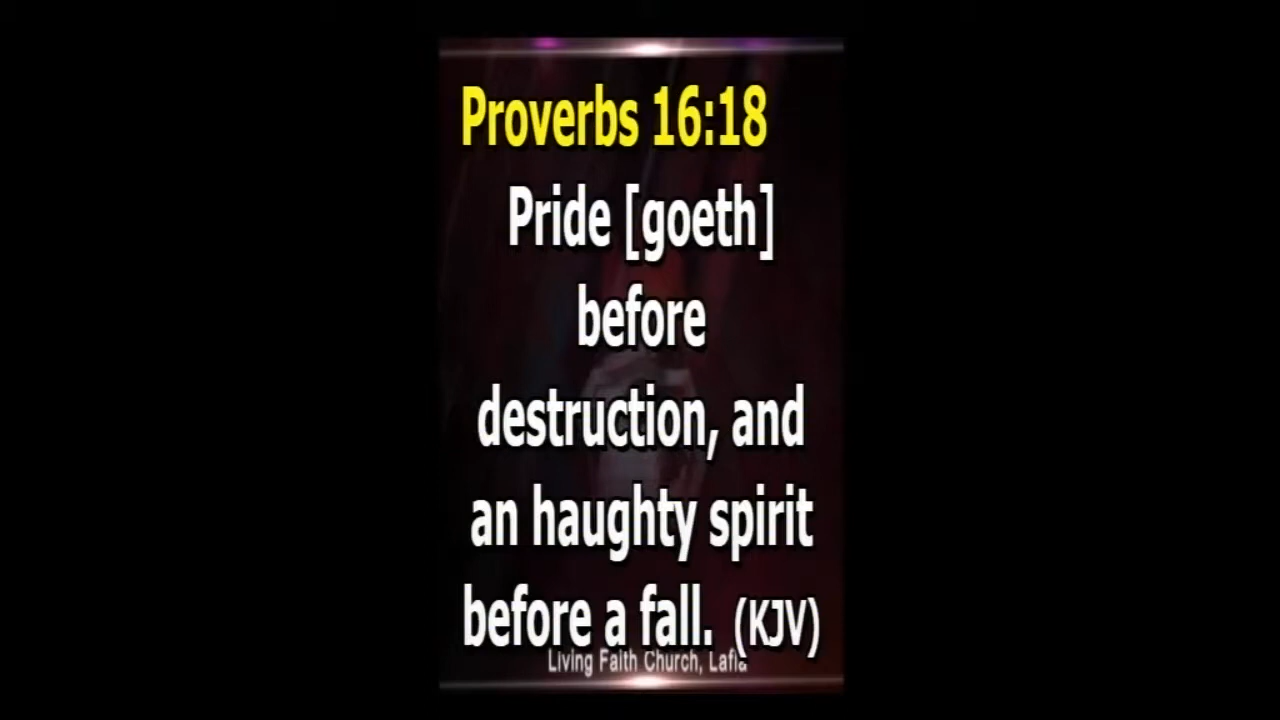 Proverbs 16:18
Pride [goeth]
before
destruction, and
an haughty spirit
before a fall. (KJV)
Living Faith Church, Lafia